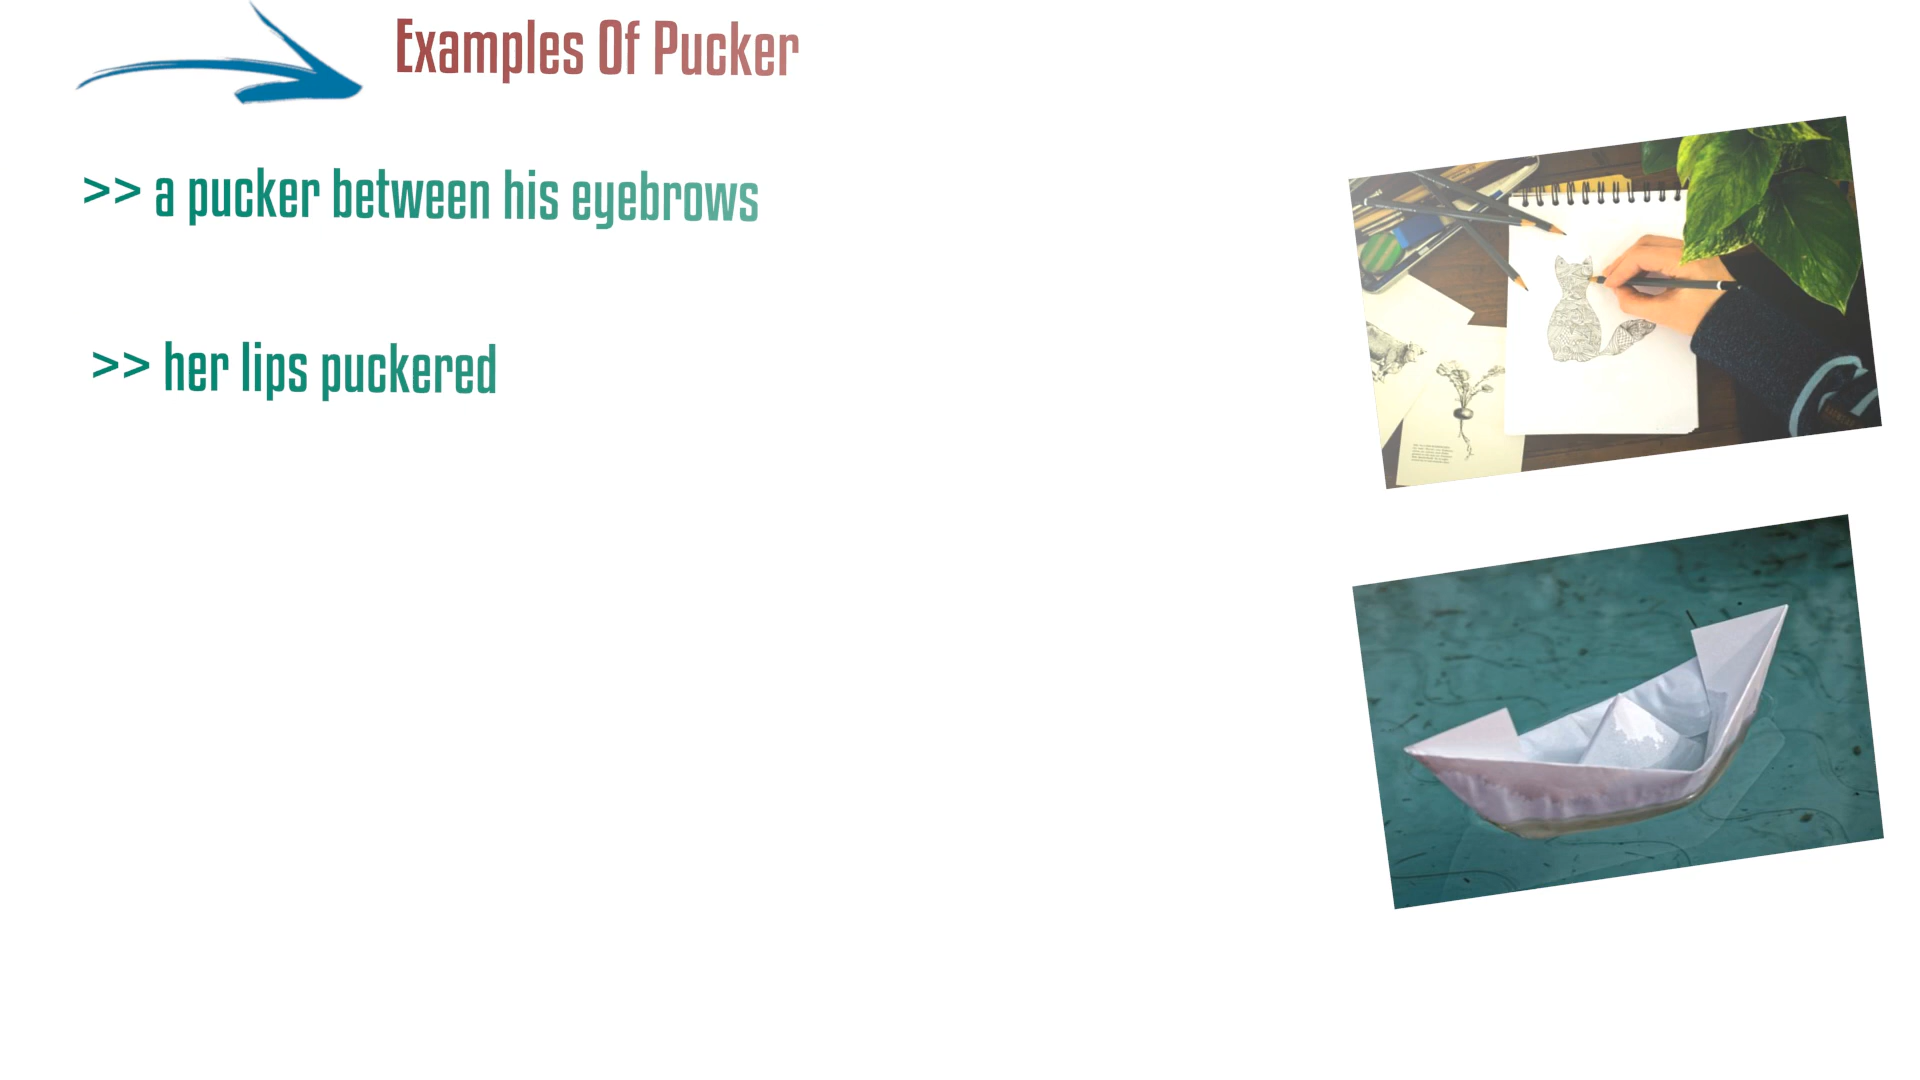 Examples Of Pucker
>> a pucker between his eyebrows
>> her lips puckered